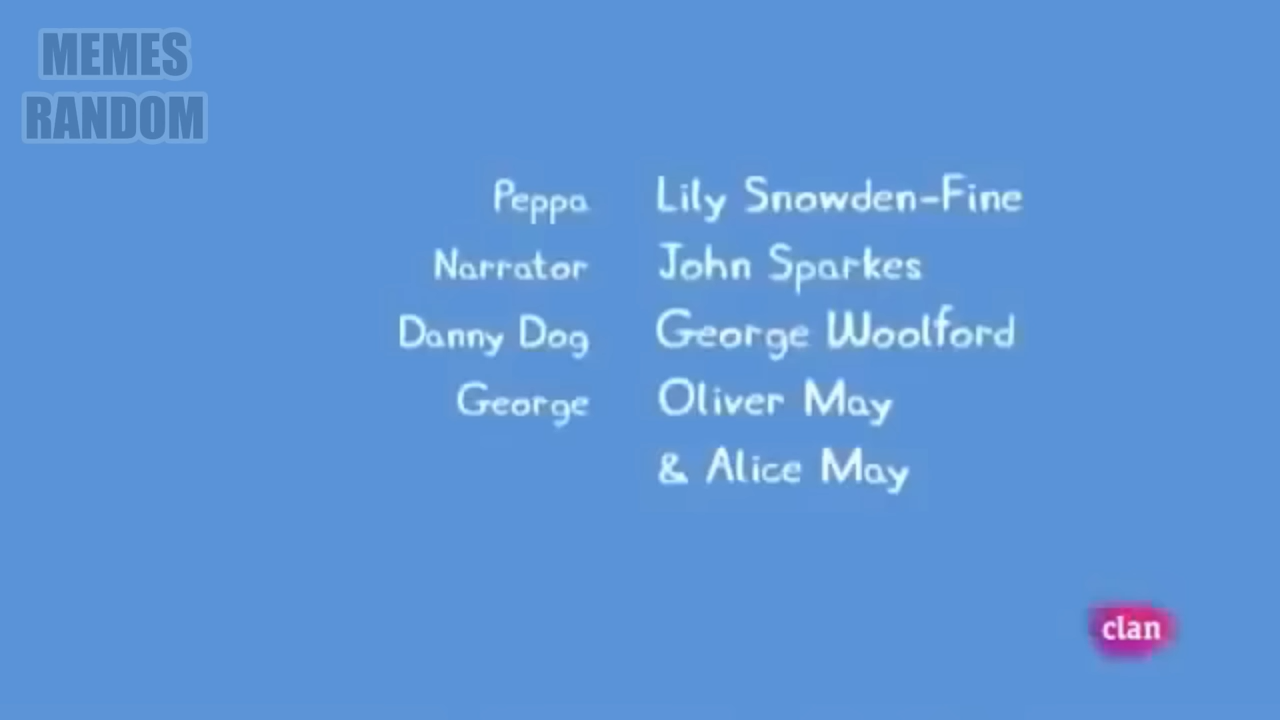 MEMES
RANDOM
Peppa Lily Snowden-Fine
Narrator John Sparkes
Danny Dog George Woolford
George Oliver May
& Alice May
clan